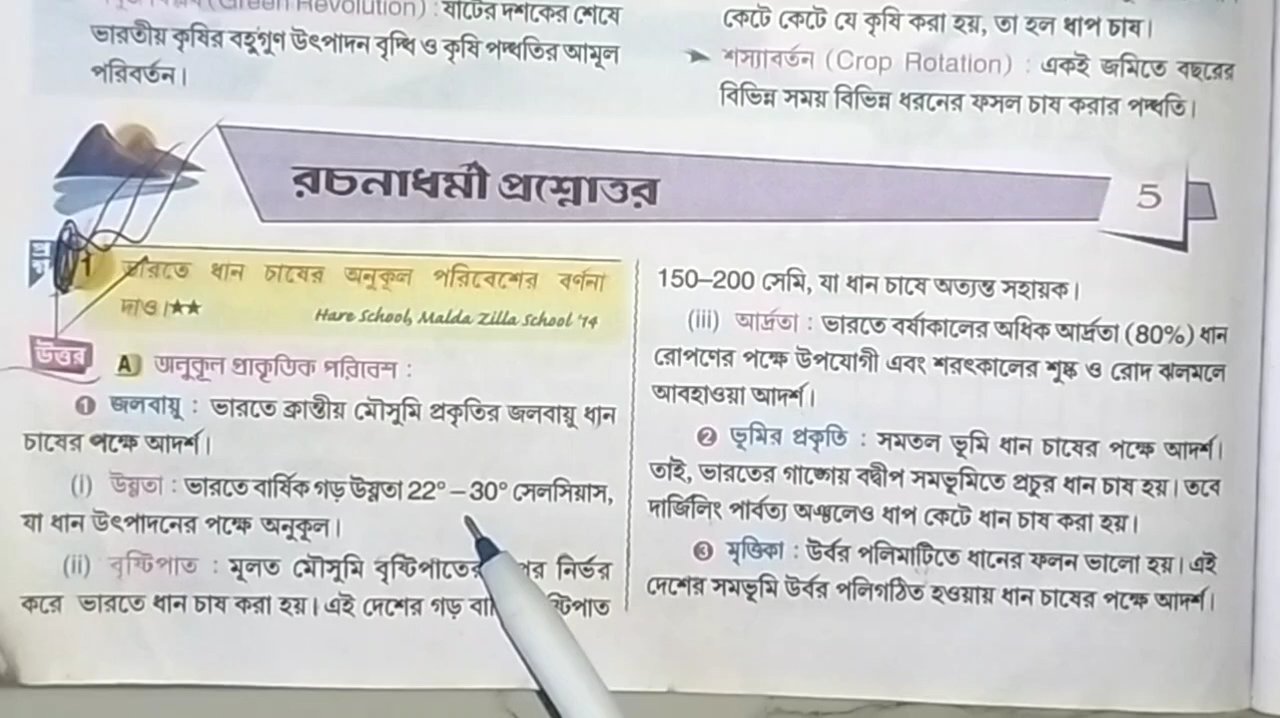 (Green Revolution) : ষাটের দশকের শেষে
ভারতীয় কৃষির বহুগুণ উৎপাদন বৃদ্ধি ও কৃষি পদ্ধতির আমূল
পরিবর্তন।
কেটে কেটে যে কৃষি করা হয়, তা হল ধাপ চাষ।
➤ শস্যাবর্তন (Crop Rotation) : একই জমিতে বছরের
বিভিন্ন সময় বিভিন্ন ধরনের ফসল চাষ করার পদ্ধতি।
রচনাধর্মী প্রশ্নোত্তর
5
প্রশ্ন 1 ভারতে ধান চাষের অনুকূল পরিবেশের বর্ণনা
দাও।★★ Hare School, Malda Zilla School '14
উত্তর A অনুকূল প্রাকৃতিক পরিবেশ :
❶ জলবায়ু : ভারতে ক্রান্তীয় মৌসুমি প্রকৃতির জলবায়ু ধান
চাষের পক্ষে আদর্শ।
(i) উষ্ণতা : ভারতে বার্ষিক গড় উষ্ণতা 22°–30° সেলসিয়াস,
যা ধান উৎপাদনের পক্ষে অনুকূল।
(ii) বৃষ্টিপাত : মূলত মৌসুমি বৃষ্টিপাতের নির্ভর
করে ভারতে ধান চাষ করা হয়। এই দেশের গড়
150–200 সেমি, যা ধান চাষে অত্যন্ত সহায়ক।
(iii) আর্দ্রতা : ভারতে বর্ষাকালের অধিক আর্দ্রতা (80%) ধান
রোপণের পক্ষে উপযোগী এবং শরৎকালের শুষ্ক ও রোদ ঝলমলে
আবহাওয়া আদর্শ।
❷ ভূমির প্রকৃতি : সমতল ভূমি ধান চাষের পক্ষে আদর্শ।
তাই, ভারতের গাঙ্গেয় বদ্বীপ সমভূমিতে প্রচুর ধান চাষ হয়। তবে
দার্জিলিং পার্বত্য অঞ্চলেও ধাপ কেটে ধান চাষ করা হয়।
❸ মৃত্তিকা : উর্বর পলিমাটিতে ধানের ফলন ভালো হয়। এই
দেশের সমভূমি উর্বর পলিগঠিত হওয়ায় ধান চাষের পক্ষে আদর্শ।